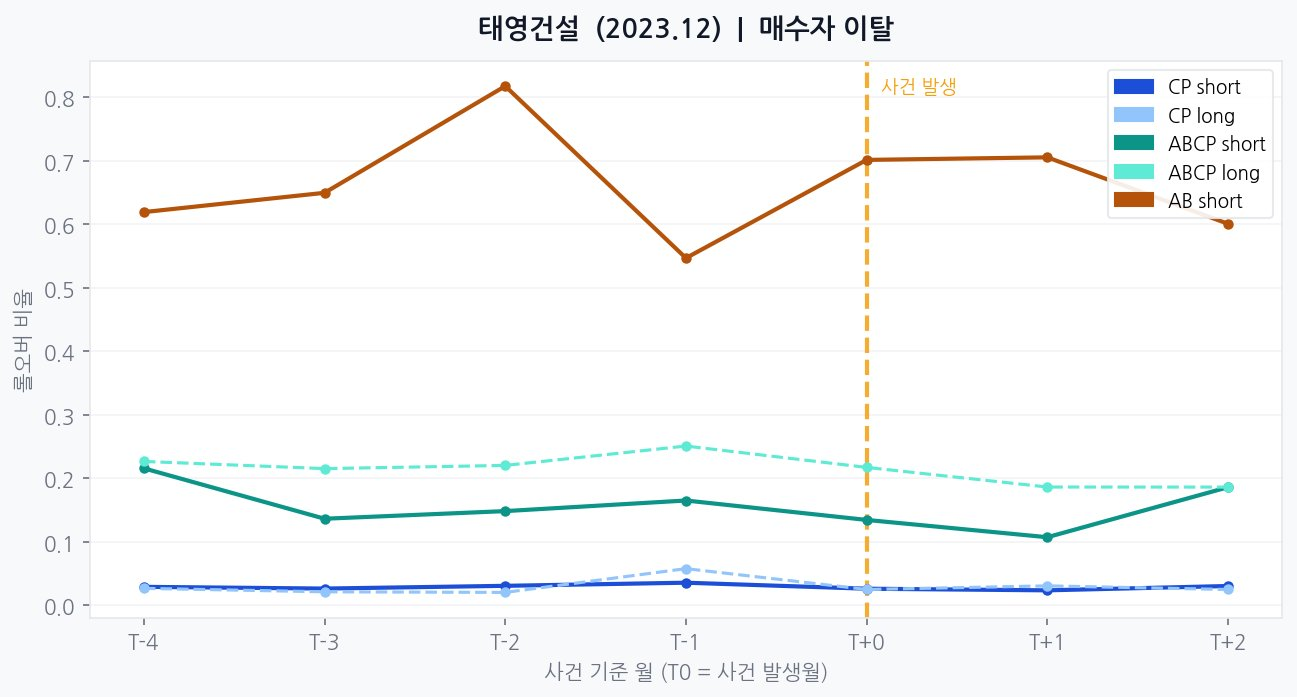 태영건설 (2023.12) | 매수자 이탈
사건 발생
CP short
CP long
ABCP short
ABCP long
AB short
롤오버 비율
0.8
0.7
0.6
0.5
0.4
0.3
0.2
0.1
0.0
T-4
T-3
T-2
T-1
T+0
T+1
T+2
사건 기준 월 (T0 = 사건 발생월)